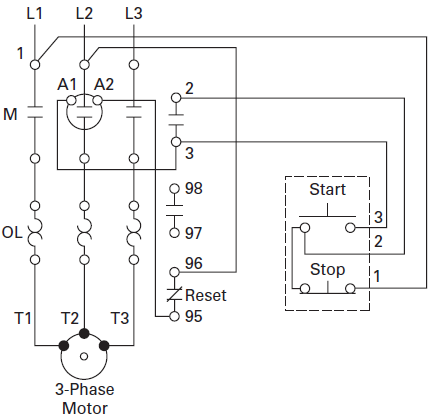 L1 L2 L3
1
A1 A2
2
M
3
98
Start
3
OL
97
2
96
Stop
1
Reset
T1 T2 T3
95
3-Phase
Motor